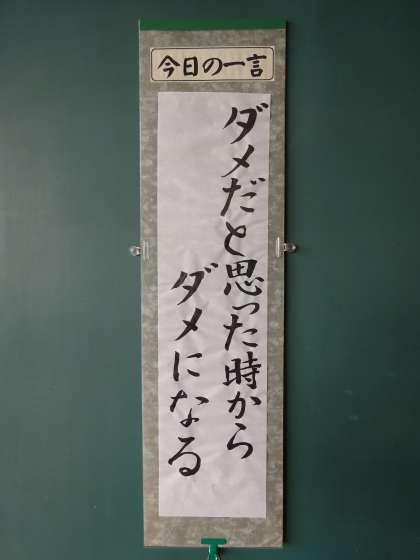 今日の一言
ダメだと思った時から
ダメになる